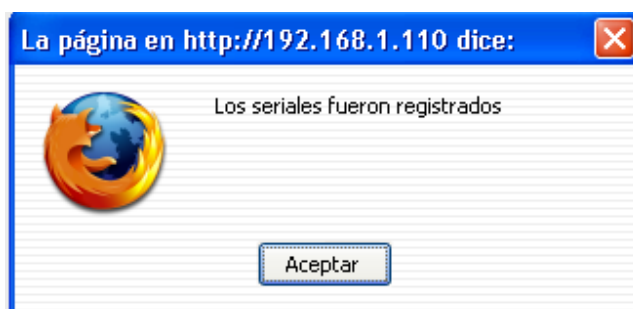 La página en http://192.168.1.110 dice:
Los seriales fueron registrados
Aceptar